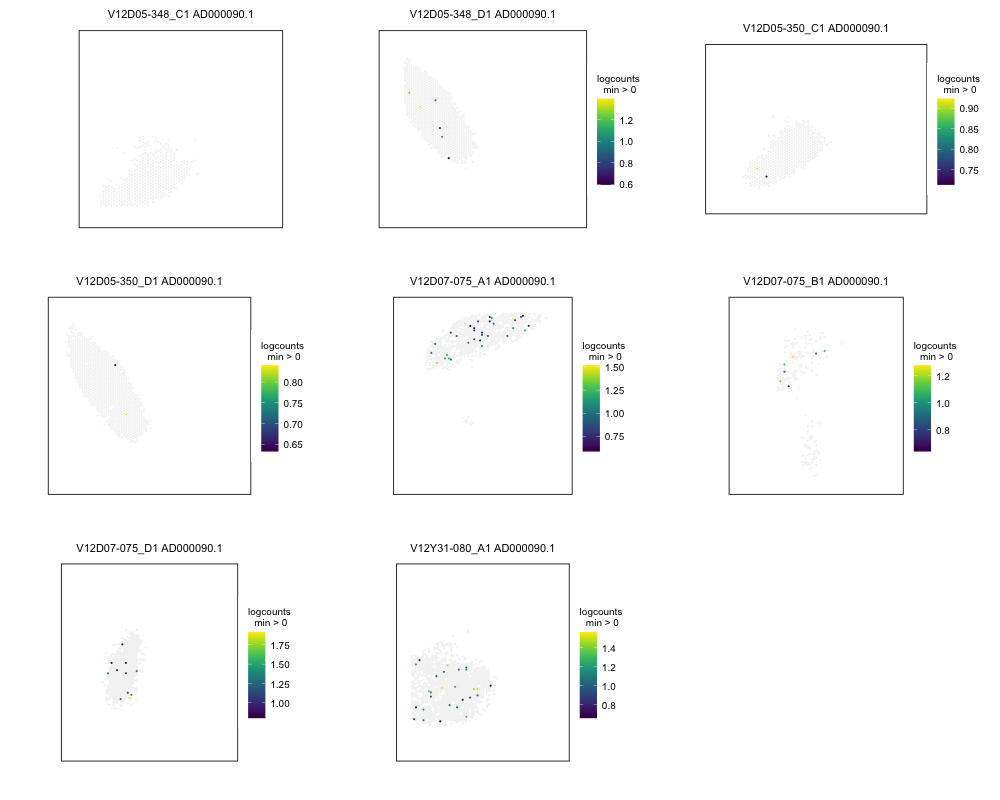 V12D05-348_C1 AD000090.1
V12D05-348_D1 AD000090.1
logcounts
min > 0
1.2
1.0
0.8
0.6
V12D05-350_C1 AD000090.1
logcounts
min > 0
0.90
0.85
0.80
0.75
V12D05-350_D1 AD000090.1
logcounts
min > 0
0.80
0.75
0.70
0.65
V12D07-075_A1 AD000090.1
logcounts
min > 0
1.50
1.25
1.00
0.75
V12D07-075_B1 AD000090.1
logcounts
min > 0
1.2
1.0
0.8
V12D07-075_D1 AD000090.1
logcounts
min > 0
1.75
1.50
1.25
1.00
V12Y31-080_A1 AD000090.1
logcounts
min > 0
1.4
1.2
1.0
0.8